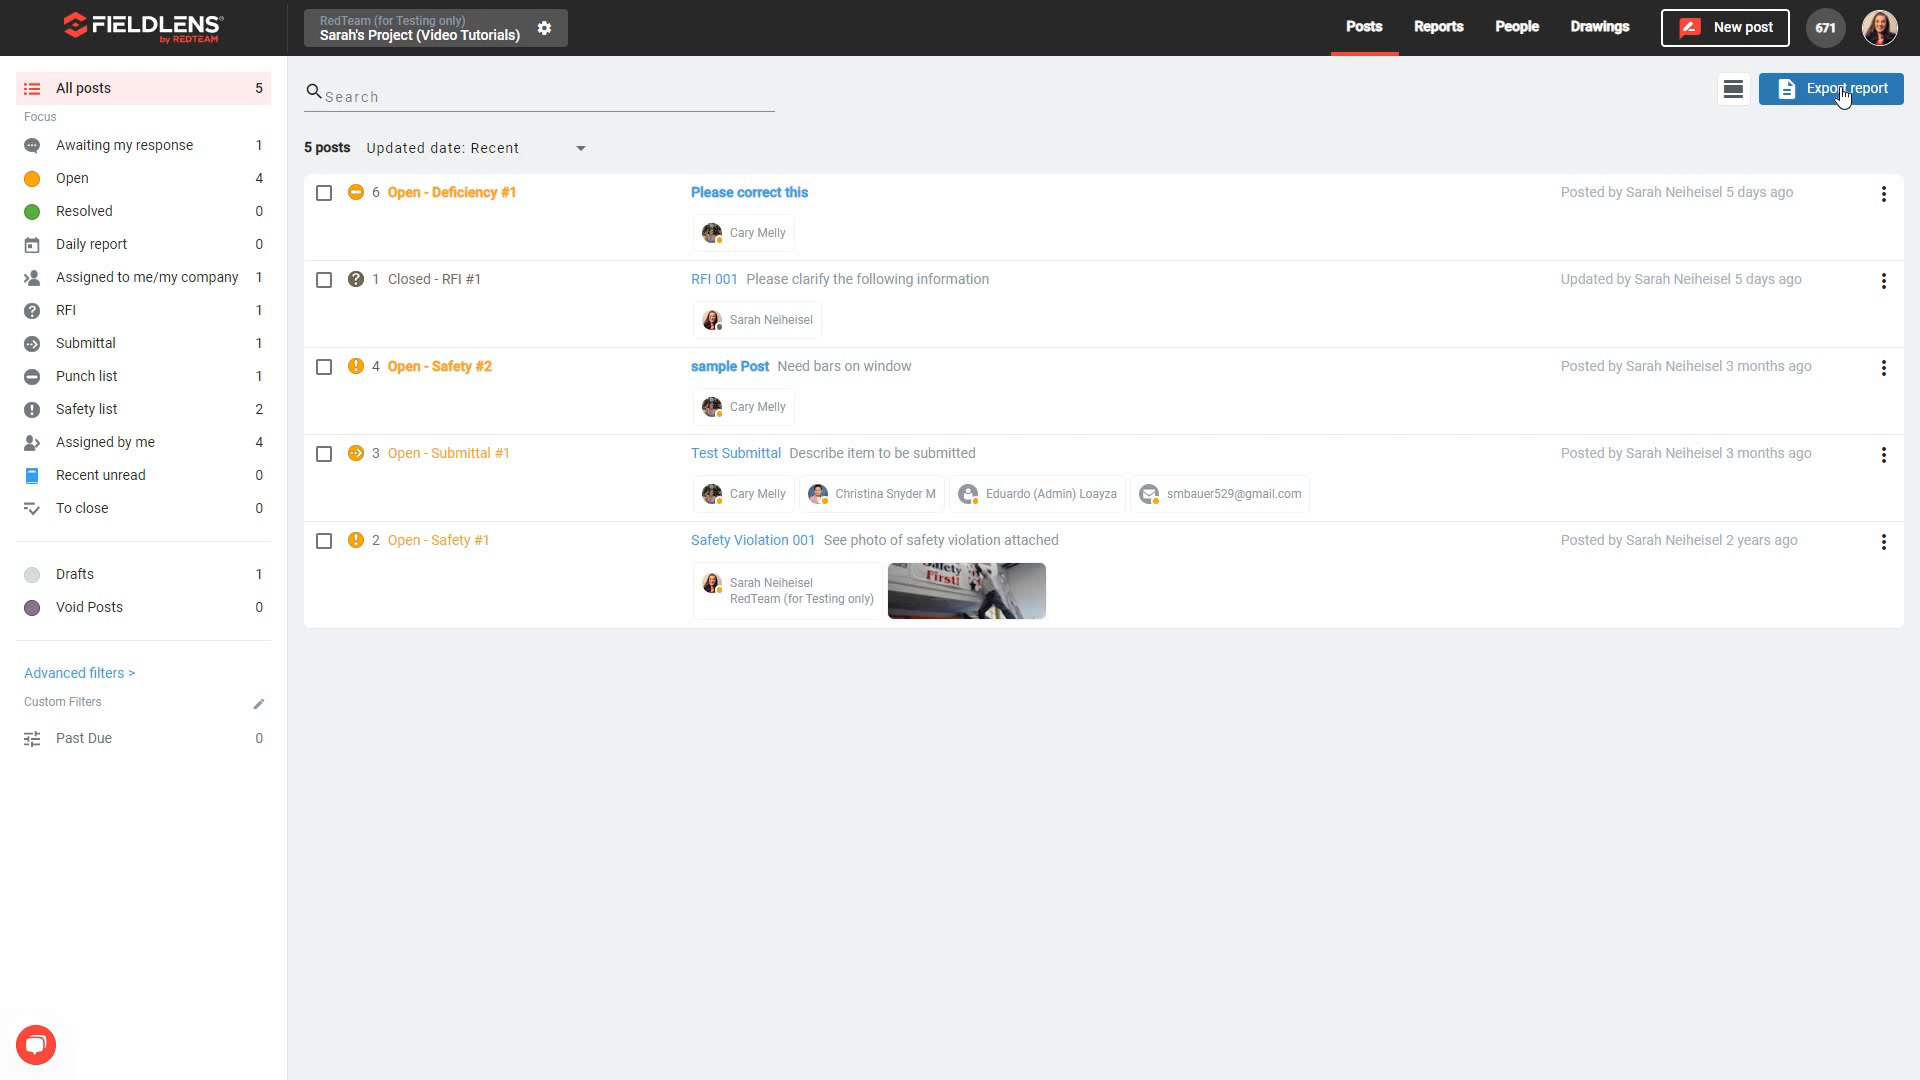 FIELDLENS
by REDTEAM
RedTeam (for Testing only)
Sarah's Project (Video Tutorials)
Posts
Reports
People
Drawings
New post
671
All posts 5
Focus
Awaiting my response 1
Open 4
Resolved 0
Daily report 0
Assigned to me/my company 1
RFI 1
Submittal 1
Punch list 1
Safety list 2
Assigned by me 4
Recent unread 0
To close 0
Drafts 1
Void Posts 0
Advanced filters >
Custom Filters
Past Due 0
Search
Export report
5 posts Updated date: Recent
6 Open - Deficiency #1 Please correct this Posted by Sarah Neiheisel 5 days ago
Cary Melly
1 Closed - RFI #1 RFI 001 Please clarify the following information Updated by Sarah Neiheisel 5 days ago
Sarah Neiheisel
4 Open - Safety #2 sample Post Need bars on window Posted by Sarah Neiheisel 3 months ago
Cary Melly
3 Open - Submittal #1 Test Submittal Describe item to be submitted Posted by Sarah Neiheisel 3 months ago
Cary Melly Christina Snyder M Eduardo (Admin) Loayza smbauer529@gmail.com
2 Open - Safety #1 Safety Violation 001 See photo of safety violation attached Posted by Sarah Neiheisel 2 years ago
Sarah Neiheisel
RedTeam (for Testing only)
Safety
First!